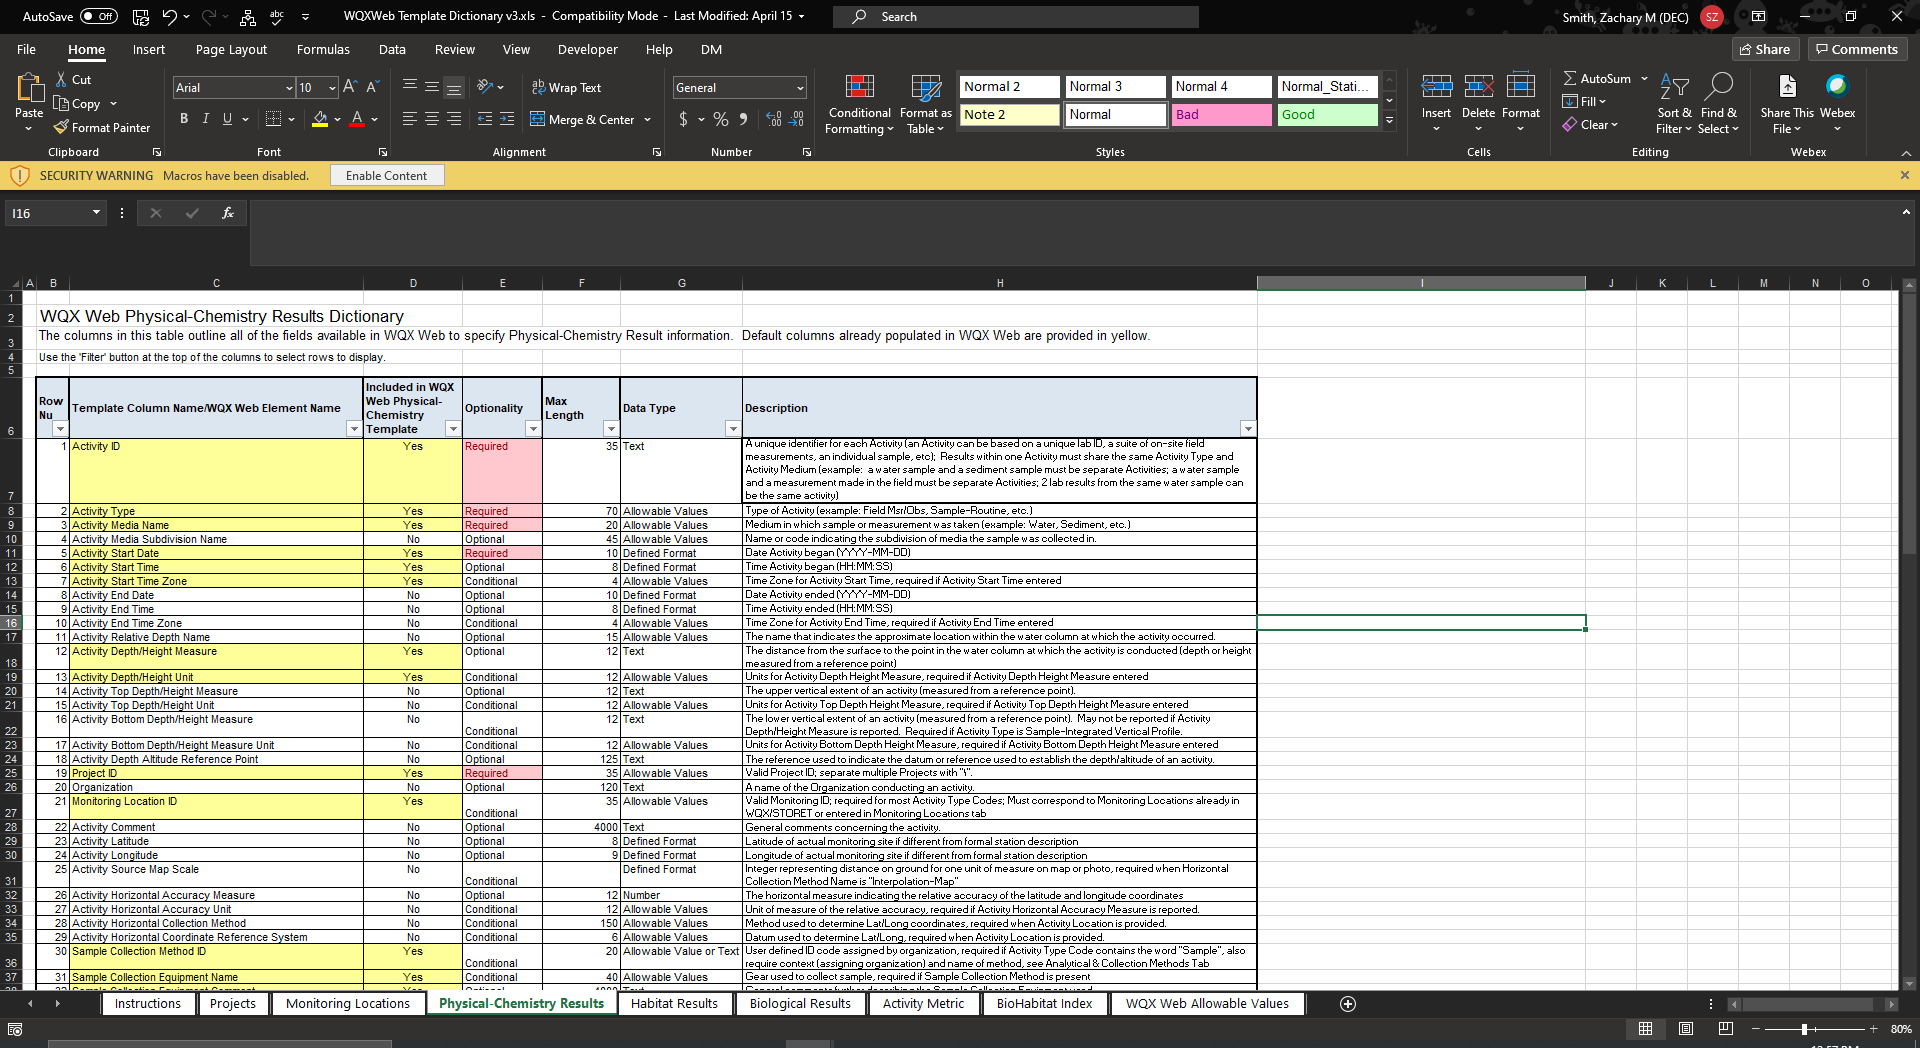 AutoSave Off WQXWeb Template Dictionary v3.xls - Compatibility Mode - Last Modified: April 15 Search Smith, Zachary M (DEC) SZ
File Home Insert Page Layout Formulas Data Review View Developer Help DM Share Comments
Paste Cut Copy Format Painter
Arial 10 B I U A A
Wrap Text Merge & Center
General $ % 9
Conditional Formatting Format as Table
Normal 2 Normal 3 Normal 4 Normal_Stati...
Note 2 Normal Bad Good
Insert Delete Format
AutoSum Fill Clear Sort & Filter Find & Select
Share This File Webex
Clipboard Font Alignment Number Styles Cells Editing Webex
SECURITY WARNING Macros have been disabled. Enable Content
I16 fx
A B C D E F G H I J K L M N O
1
2 WQX Web Physical-Chemistry Results Dictionary
3 The columns in this table outline all of the fields available in WQX Web to specify Physical-Chemistry Result information. Default columns already populated in WQX Web are provided in yellow.
4 Use the 'Filter' button at the top of the columns to select rows to display.
5
6 Row Nu Template Column Name/WQX Web Element Name Included in WQX Web Physical-Chemistry Template Optionality Max Length Data Type Description
7 1 Activity ID Yes Required 35 Text A unique identifier for each Activity (an Activity can be based on a unique lab ID, a suite of on-site field
measurements, an individual sample, etc); Results within one Activity must share the same Activity Type and
Activity Medium (example: a water sample and a sediment sample must be separate Activities; a water sample
and a measurement made in the field must be separate Activities; 2 lab results from the same water sample can
be the same activity)
8 2 Activity Type Yes Required 70 Allowable Values Type of Activity (example: Field Msr/Obs, Sample-Routine, etc.)
9 3 Activity Media Name Yes Required 20 Allowable Values Medium in which sample or measurement was taken (example: Water, Sediment, etc.)
10 4 Activity Media Subdivision Name No Optional 45 Allowable Values Name or code indicating the subdivision of media the sample was collected in.
11 5 Activity Start Date Yes Required 10 Defined Format Date Activity began (YYYY-MM-DD)
12 6 Activity Start Time Yes Optional 8 Defined Format Time Activity began (HH:MM:SS)
13 7 Activity Start Time Zone Yes Conditional 4 Allowable Values Time Zone for Activity Start Time, required if Activity Start Time entered
14 8 Activity End Date No Optional 10 Defined Format Date Activity ended (YYYY-MM-DD)
15 9 Activity End Time No Optional 8 Defined Format Time Activity ended (HH:MM:SS)
16 10 Activity End Time Zone No Conditional 4 Allowable Values Time Zone for Activity End Time, required if Activity End Time entered
17 11 Activity Relative Depth Name No Optional 15 Allowable Values The name that indicates the approximate location within the water column at which the activity occurred.
18 12 Activity Depth/Height Measure Yes Optional 12 Text The distance from the surface to the point in the water column at which the activity is conducted (depth or height
measured from a reference point)
19 13 Activity Depth/Height Unit Yes Conditional 12 Allowable Values Units for Activity Depth Height Measure, required if Activity Depth Height Measure entered
20 14 Activity Top Depth/Height Measure No Optional 12 Text The upper vertical extent of an activity (measured from a reference point).
21 15 Activity Top Depth/Height Unit No Conditional 12 Allowable Values Units for Activity Top Depth Height Measure, required if Activity Top Depth Height Measure entered
22 16 Activity Bottom Depth/Height Measure No Conditional 12 Text The lower vertical extent of an activity (measured from a reference point). May not be reported if Activity
Depth/Height Measure is reported. Required if Activity Type is Sample-Integrated Vertical Profile.
23 17 Activity Bottom Depth/Height Measure Unit No Conditional 12 Allowable Values Units for Activity Bottom Depth Height Measure, required if Activity Bottom Depth Height Measure entered
24 18 Activity Depth Altitude Reference Point No Optional 125 Text The reference used to indicate the datum or reference used to establish the depth/altitude of an activity.
25 19 Project ID Yes Required 35 Allowable Values Valid Project ID; separate multiple Projects with "\".
26 20 Organization No Optional 120 Text A name of the Organization conducting an activity.
27 21 Monitoring Location ID Yes Conditional 35 Allowable Values Valid Monitoring ID; required for most Activity Type Codes; Must correspond to Monitoring Locations already in
WQX/STORET or entered in Monitoring Locations tab
28 22 Activity Comment No Optional 4000 Text General comments concerning the activity.
29 23 Activity Latitude No Optional 8 Defined Format Latitude of actual monitoring site if different from formal station description
30 24 Activity Longitude No Optional 9 Defined Format Longitude of actual monitoring site if different from formal station description
31 25 Activity Source Map Scale No Conditional Defined Format Integer representing distance on ground for one unit of measure on map or photo, required when Horizontal
Collection Method Name is "Interpolation-Map"
32 26 Activity Horizontal Accuracy Measure No Optional 12 Number The horizontal measure indicating the relative accuracy of the latitude and longitude coordinates
33 27 Activity Horizontal Accuracy Unit No Conditional 12 Allowable Values Unit of measure of the relative accuracy, required if Activity Horizontal Accuracy Measure is reported.
34 28 Activity Horizontal Collection Method No Conditional 150 Allowable Values Method used to determine Lat/Long coordinates, required when Activity Location is provided.
35 29 Activity Horizontal Coordinate Reference System No Conditional 6 Allowable Values Datum used to determine Lat/Long, required when Activity Location is provided.
36 30 Sample Collection Method ID Yes Conditional 20 Allowable Value or Text User defined ID code assigned by organization, required if Activity Type Code contains the word "Sample", also
require context (assigning organization) and name of method, see Analytical & Collection Methods Tab
37 31 Sample Collection Equipment Name Yes Conditional 40 Allowable Values Gear used to collect sample, required if Sample Collection Method is present
Instructions Projects Monitoring Locations Physical-Chemistry Results Habitat Results Biological Results Activity Metric BioHabitat Index WQX Web Allowable Values
80%